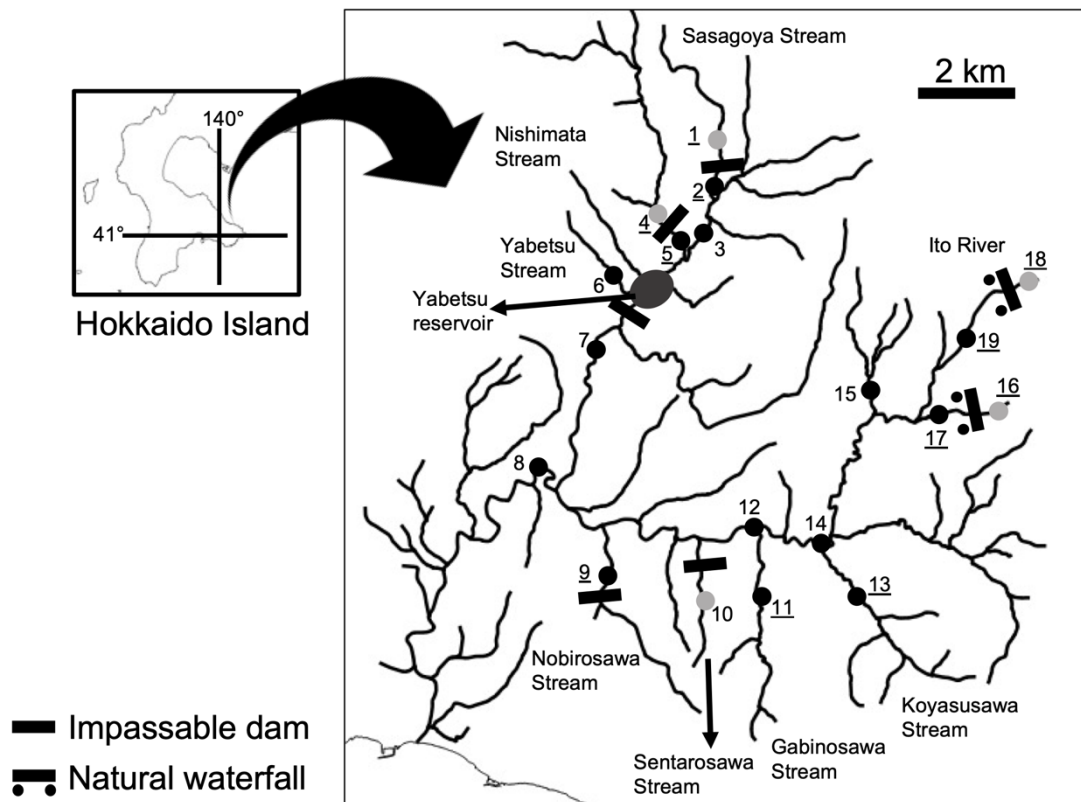 Sasagoya Stream
2 km
140°
41°
Hokkaido Island
Nishimata
Stream
1
2
3
4
5
Yabetsu
Stream
6
Yabetsu
reservoir
7
Ito River
18
19
15
16
17
8
12
14
9
10
11
13
Nobirosawa
Stream
Koyasusawa
Stream
Gabinosawa
Stream
Sentarosawa
Stream
Impassable dam
Natural waterfall